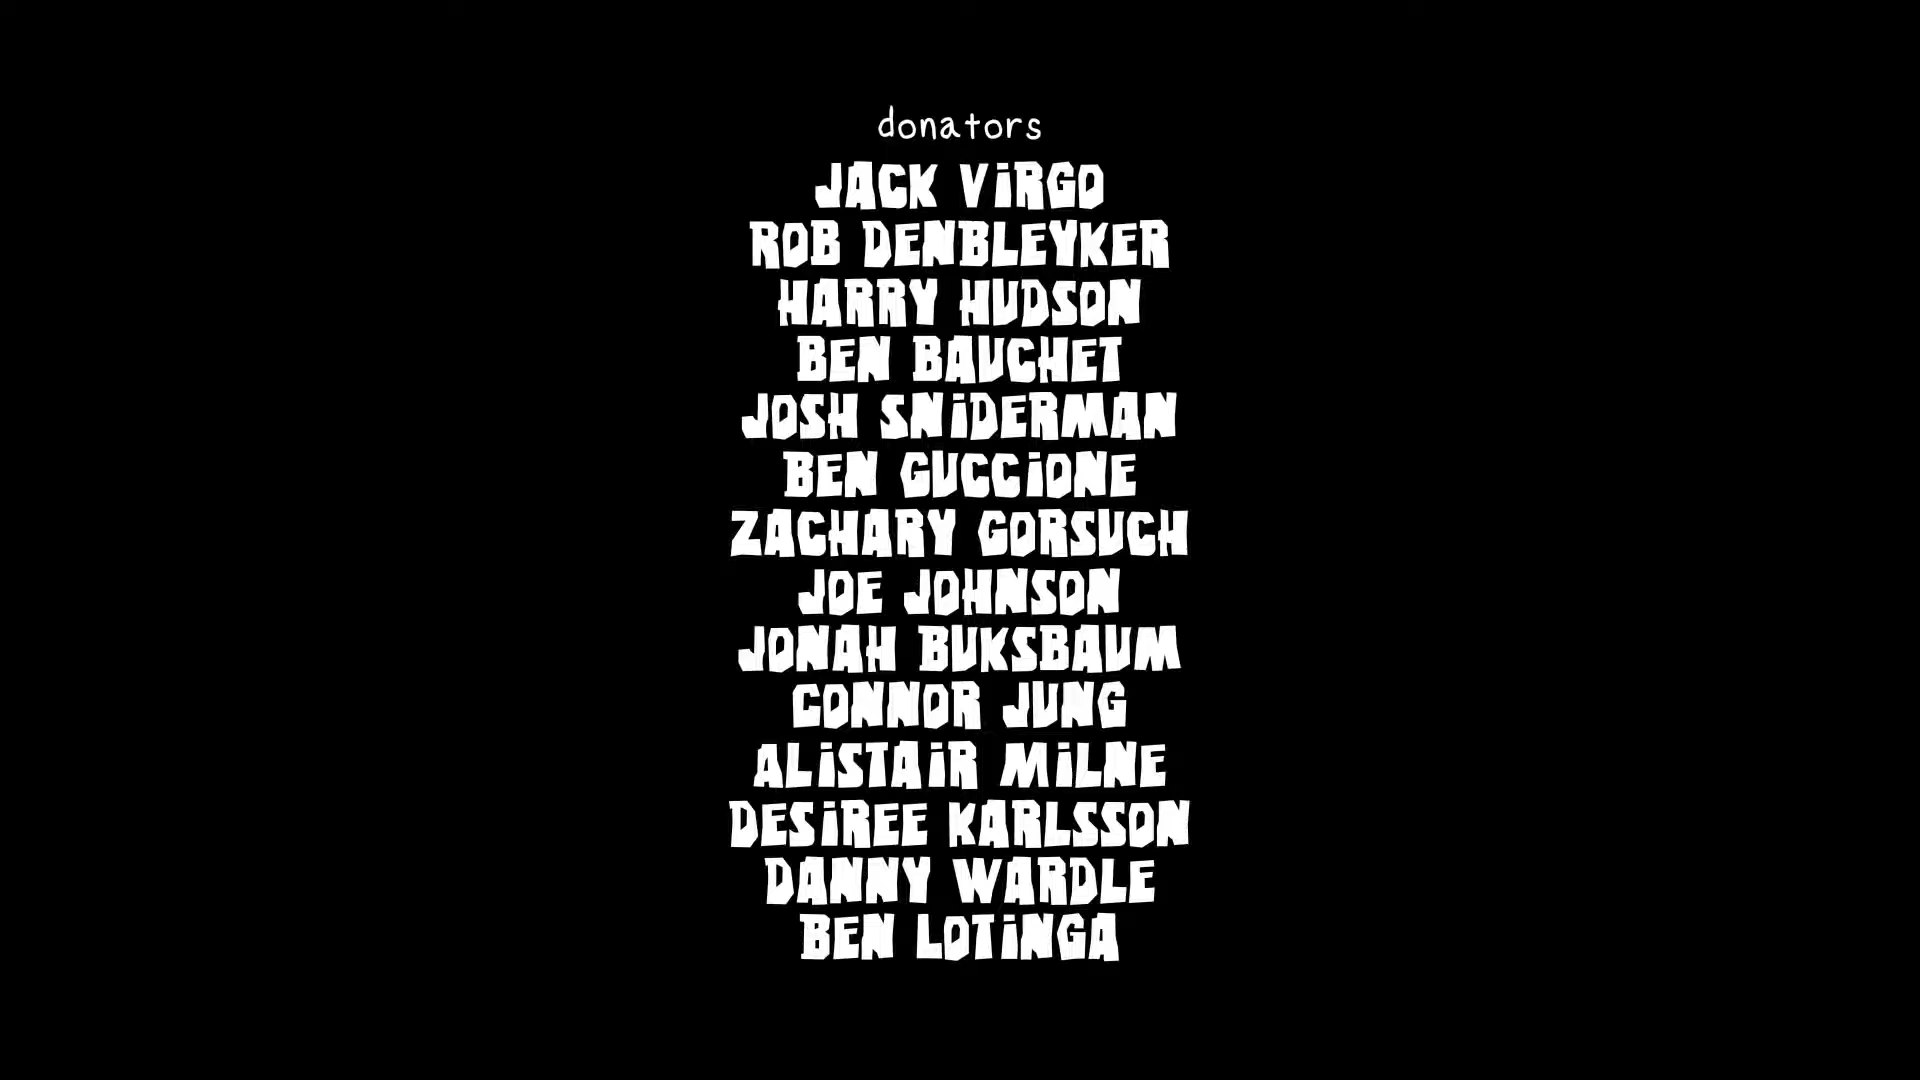 donators
JACK ViRGO
ROB DENBLEYKER
HARRY HUDSON
BEN BAUCHET
JOSH SNiDERMAN
BEN GUCCiONE
ZACHARY GORSUCH
JOE JOHNSON
JONAH BUKSBAUM
CONNOR JUNG
ALiSTAiR MiLNE
DESiREE KARLSSON
DANNY WARDLE
BEN LOTiNGA